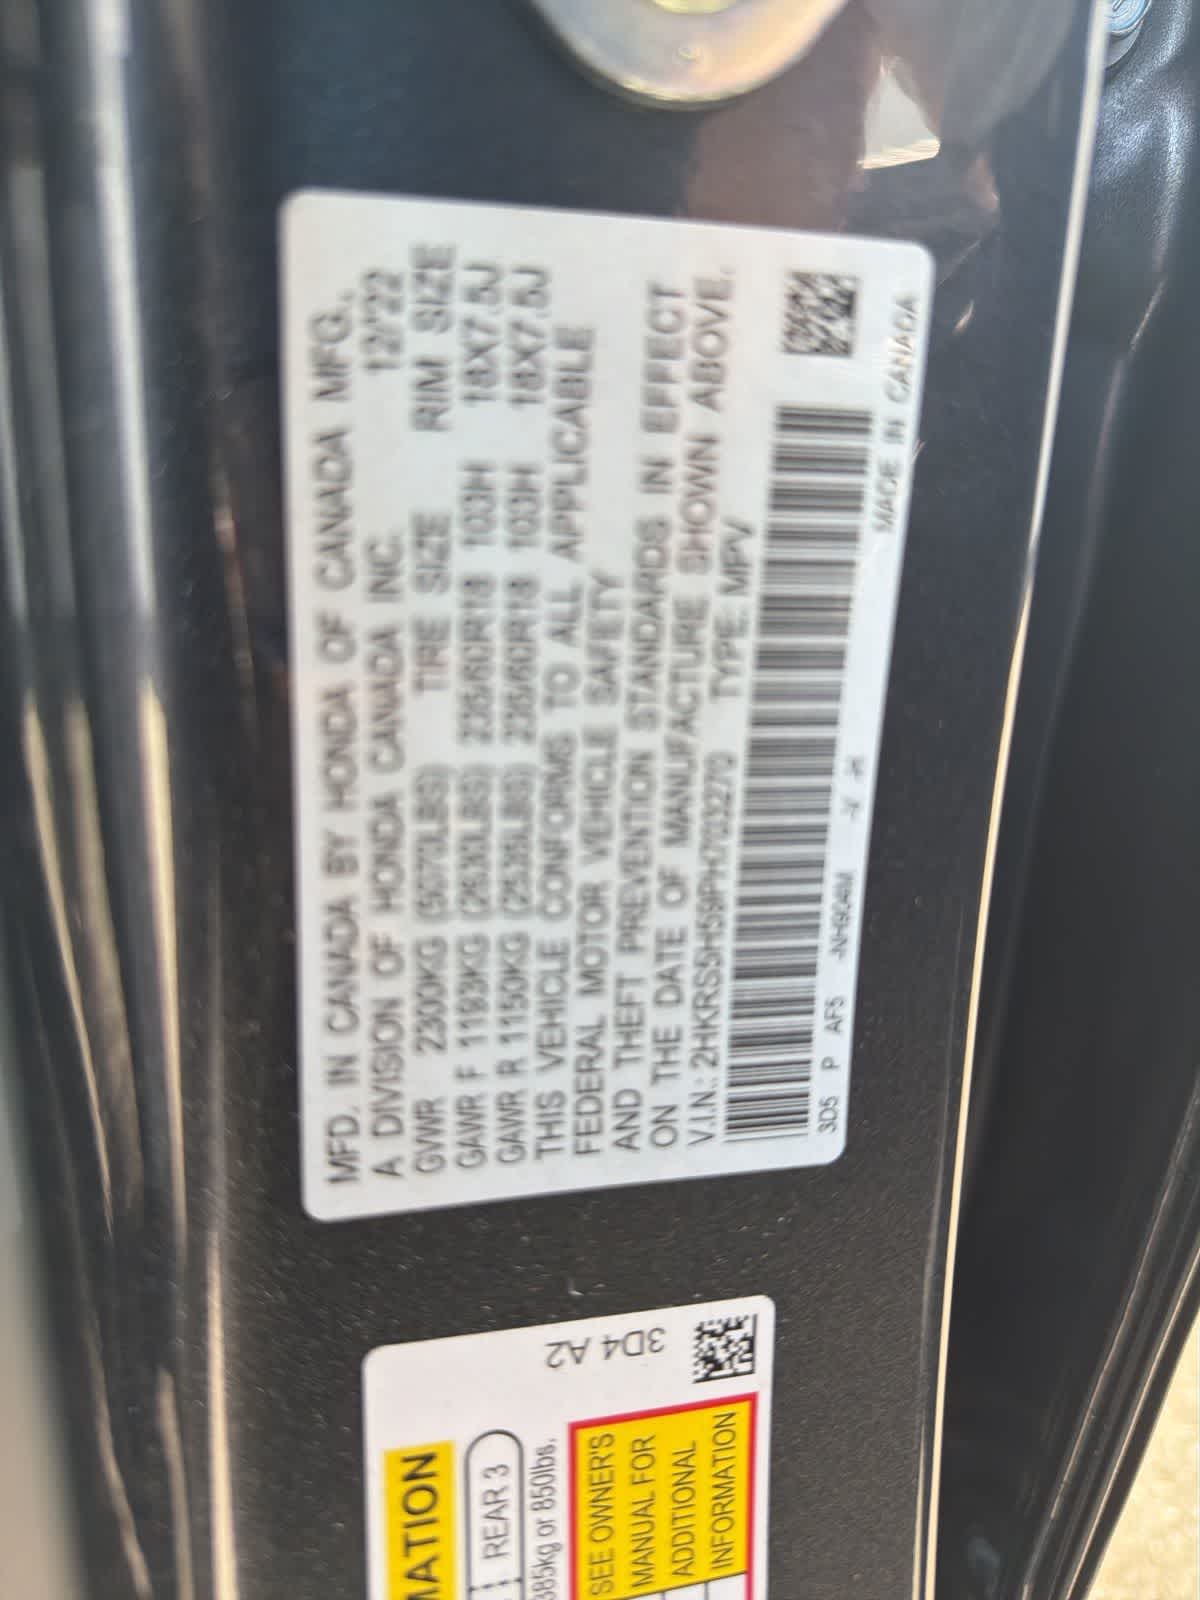 MFD. IN CANADA BY HONDA OF CANADA MFG.,
A DIVISION OF HONDA CANADA INC. 12/22
GVWR 2300KG (5070LBS) TIRE SIZE RIM SIZE
GAWR F 1193KG (2630LBS) 235/60R18 103H 18X7.5J
GAWR R 1150KG (2535LBS) 235/60R18 103H 18X7.5J
THIS VEHICLE CONFORMS TO ALL APPLICABLE
FEDERAL MOTOR VEHICLE SAFETY
AND THEFT PREVENTION STANDARDS IN EFFECT
ON THE DATE OF MANUFACTURE SHOWN ABOVE.
V.I.N.: 2HKRS5H59PH703270 TYPE:MPV
MADE IN CANADA
3D5 P AF5 -NH904M -V
3D4 A2
MATION
REAR 3
385kg or 850lbs.
SEE OWNER'S
MANUAL FOR
ADDITIONAL
INFORMATION